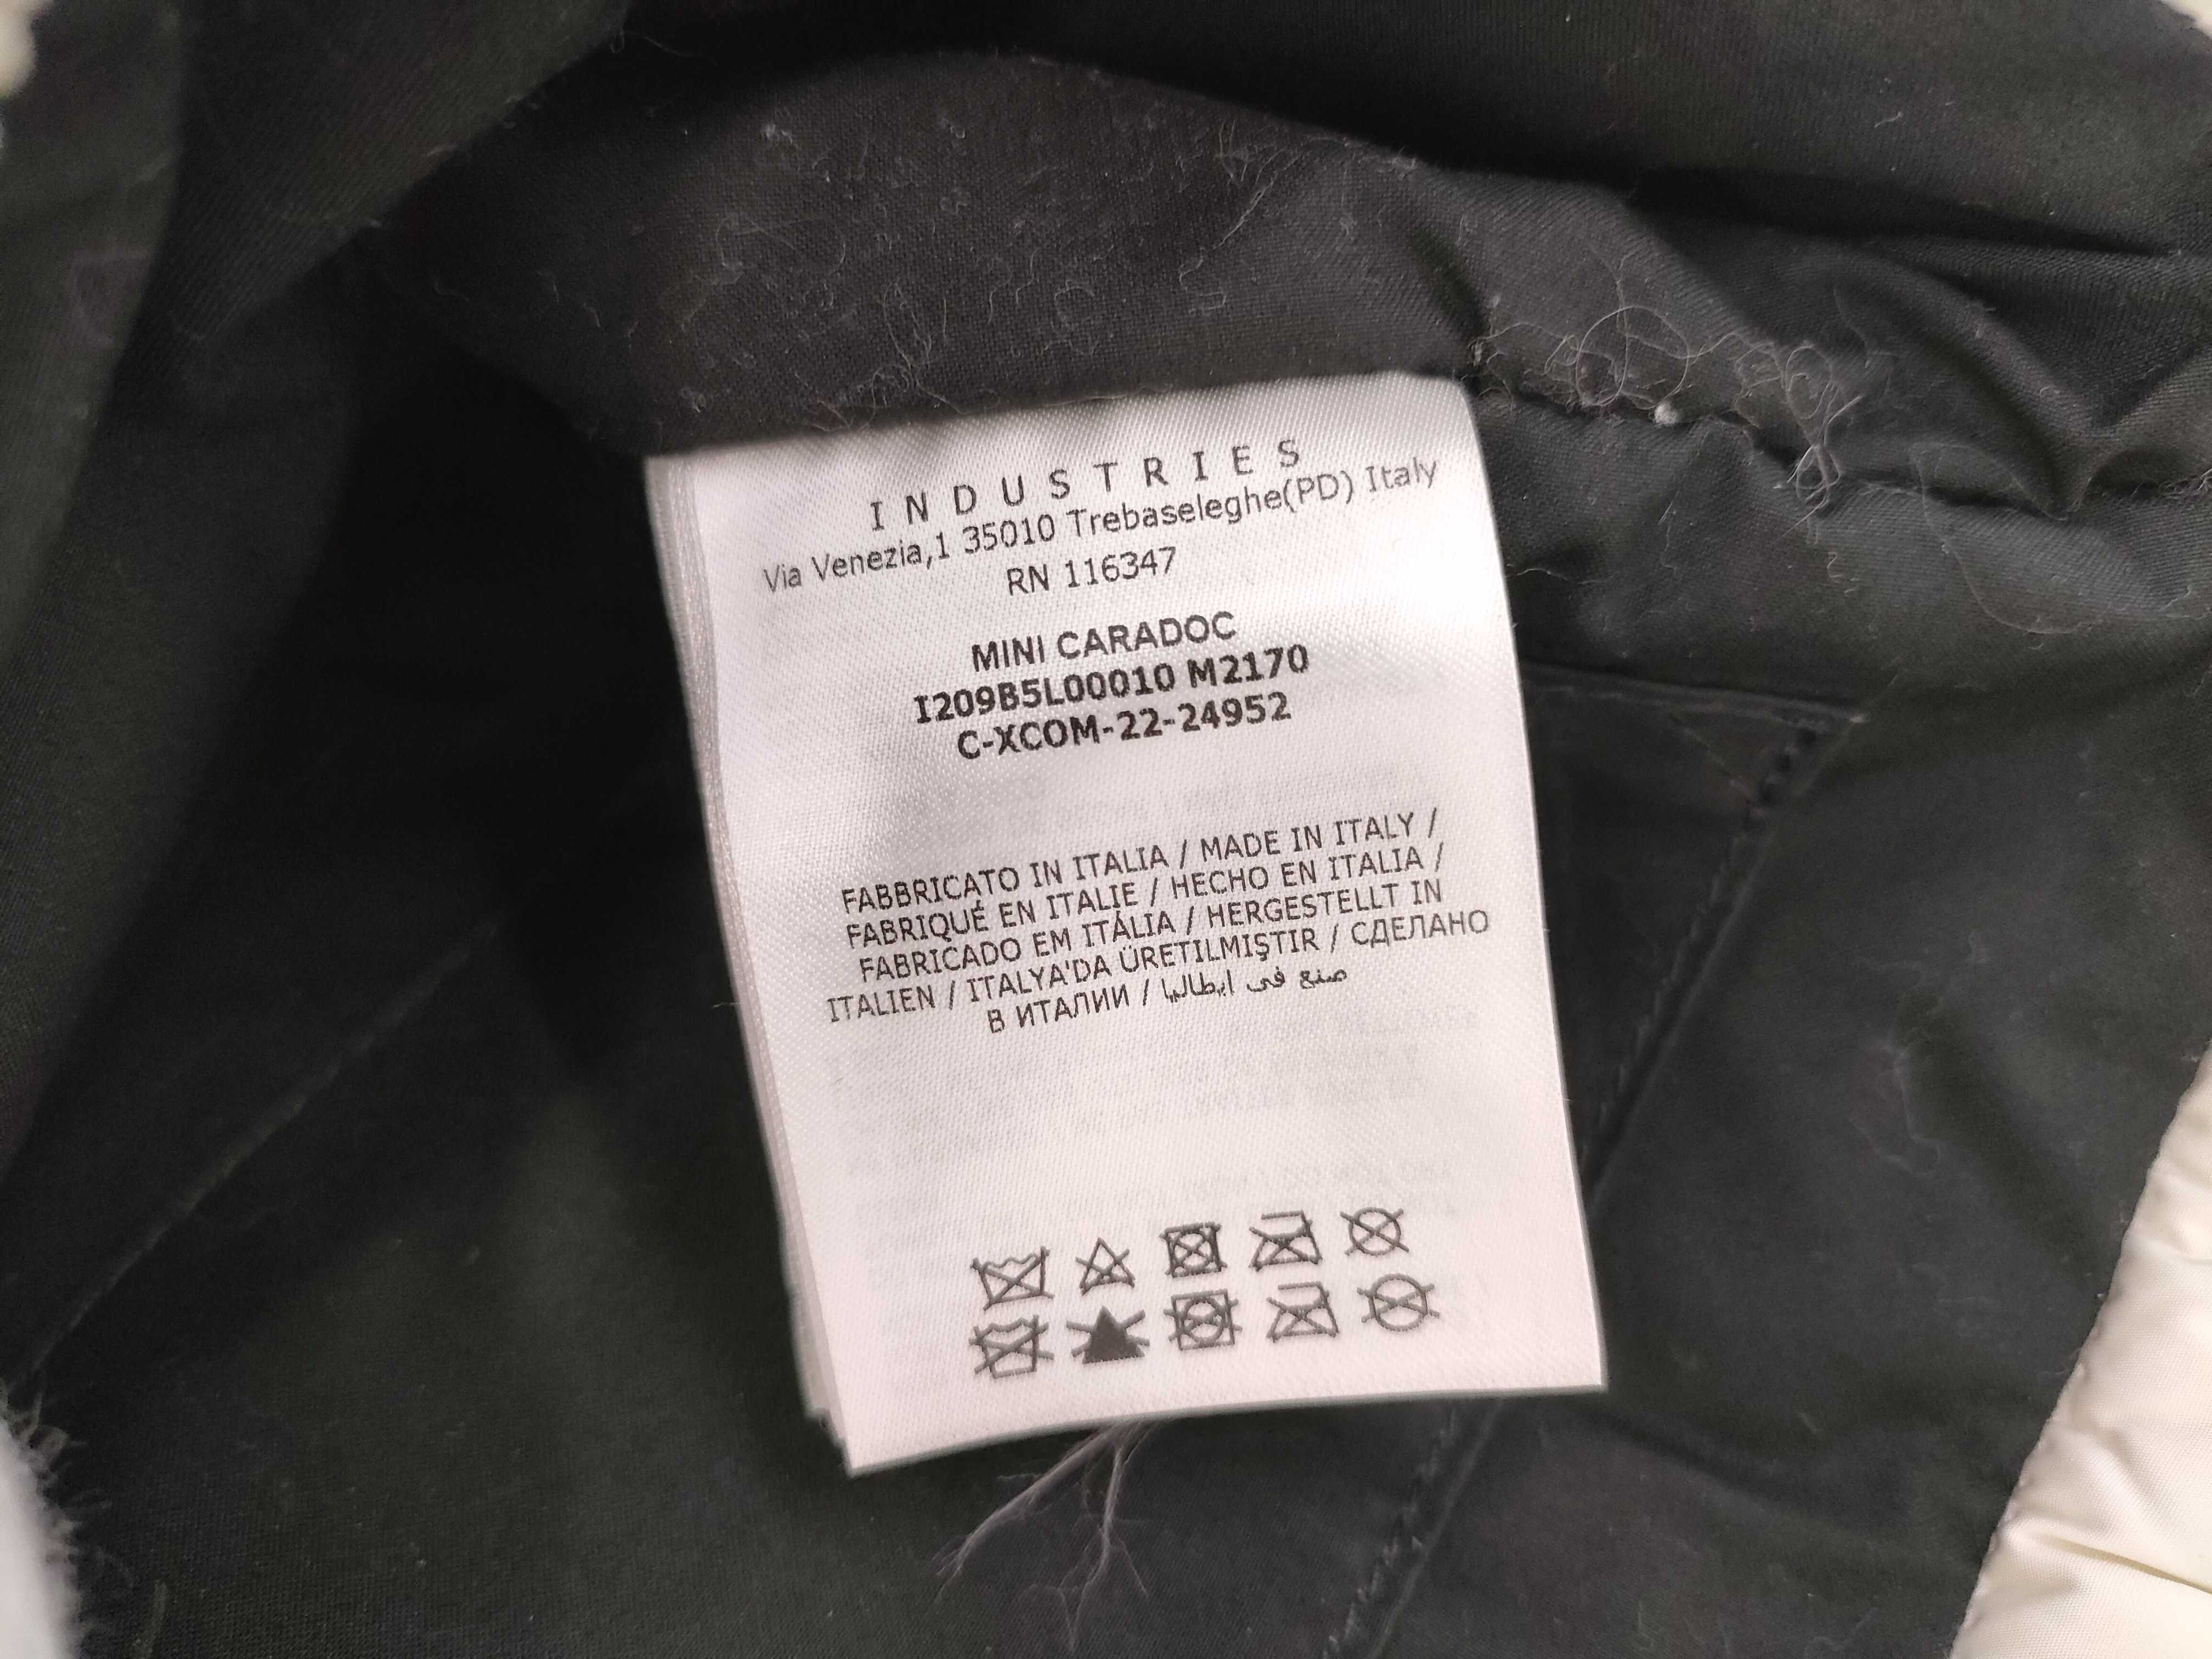 INDUSTRIES
Via Venezia,1 35010 Trebaseleghe(PD) Italy
RN 116347
MINI CARADOC
I209B5L00010 M2170
C-XCOM-22-24952
FABBRICATO IN ITALIA / MADE IN ITALY /
FABRIQUÉ EN ITALIE / HECHO EN ITALIA /
FABRICADO EM ITÁLIA / HERGESTELLT IN
ITALIEN / ITALYA'DA ÜRETILMIŞTIR / СДЕЛАНО
В ИТАЛИИ / صنع في ايطاليا